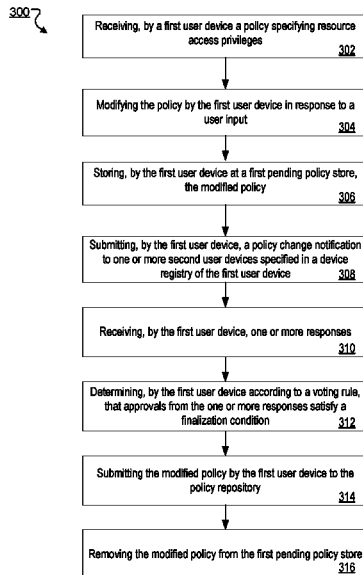 300
Receiving, by a first user device a policy specifying resource
access privileges
302
Modifying the policy by the first user device in response to a
user input
304
Storing, by the first user device at a first pending policy store,
the modified policy
306
Submitting, by the first user device, a policy change notification
to one or more second user devices specified in a device
registry of the first user device
308
Receiving, by the first user device, one or more responses
310
Determining, by the first user device according to a voting rule,
that approvals from the one or more responses satisfy a
finalization condition
312
Submitting the modified policy by the first user device to the
policy repository
314
Removing the modified policy from the first pending policy store
316